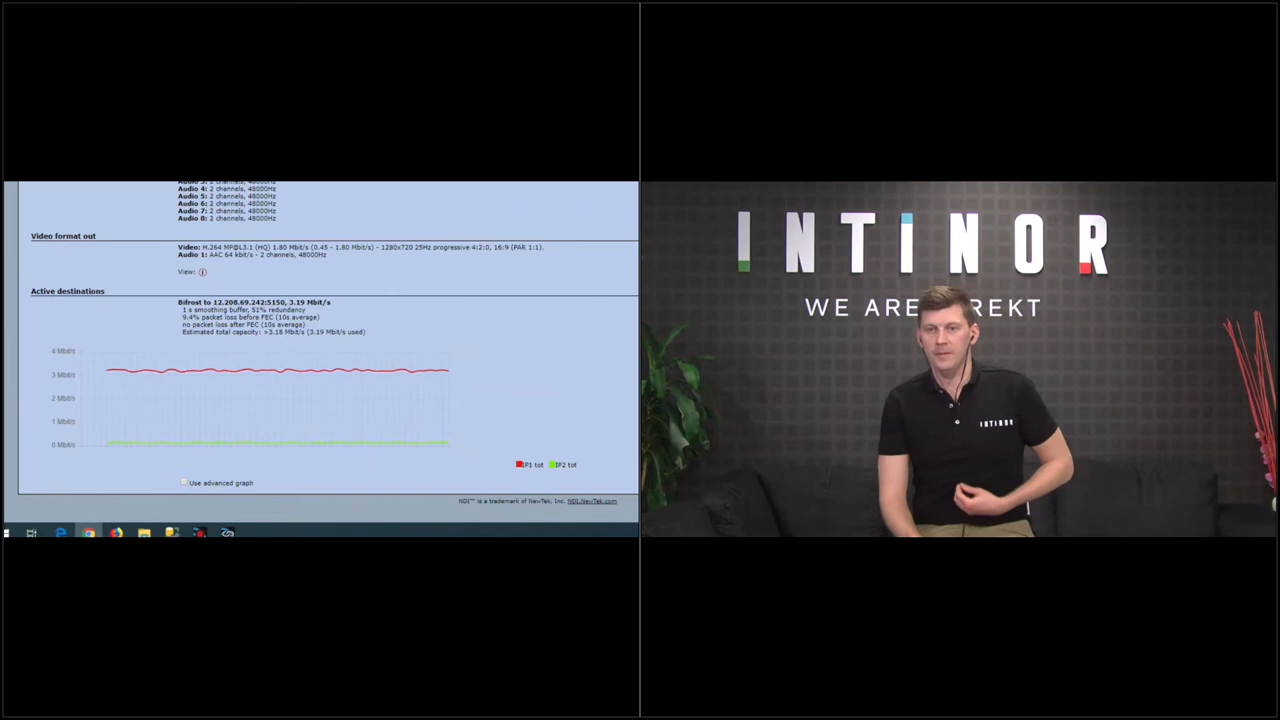 Audio 4: 2 channels, 48000Hz
Audio 5: 2 channels, 48000Hz
Audio 6: 2 channels, 48000Hz
Audio 7: 2 channels, 48000Hz
Audio 8: 2 channels, 48000Hz
Video format out
Video: H.264 MP@L3.1 (HQ) 1.80 Mbit/s (0.45 - 1.80 Mbit/s) - 1280x720 25Hz progressive 4:2:0, 16:9 (PAR 1:1).
Audio 1: AAC 64 kbit/s - 2 channels, 48000Hz
View:
Active destinations
Bifrost to 12.208.69.242:5150, 3.19 Mbit/s
1 s smoothing buffer, 51% redundancy
9.4% packet loss before FEC (10s average)
no packet loss after FEC (10s average)
Estimated total capacity: >3.18 Mbit/s (3.19 Mbit/s used)
4 Mbit/s
3 Mbit/s
2 Mbit/s
1 Mbit/s
0 Mbit/s
IP1 tot IP2 tot
Use advanced graph
NDI™ is a trademark of NewTek, Inc. NDI.NewTek.com
INTINOR
WE ARE REKT
INTINOR